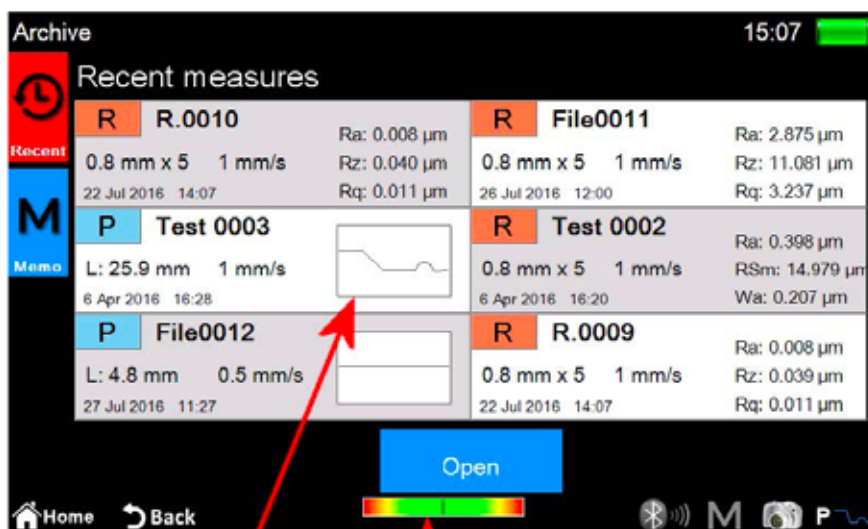 Archive 15:07
Recent measures
Recent
R R.0010
0.8 mm x 5 1 mm/s
22 Jul 2016 14:07
Ra: 0.008 µm
Rz: 0.040 µm
Rq: 0.011 µm
R File0011
0.8 mm x 5 1 mm/s
26 Jul 2016 12:00
Ra: 2.875 µm
Rz: 11.081 µm
Rq: 3.237 µm
M
Memo
P Test 0003
L: 25.9 mm 1 mm/s
6 Apr 2016 16:28
R Test 0002
0.8 mm x 5 1 mm/s
6 Apr 2016 16:20
Ra: 0.398 µm
RSm: 14.979 µm
Wa: 0.207 µm
P File0012
L: 4.8 mm 0.5 mm/s
27 Jul 2016 11:27
R R.0009
0.8 mm x 5 1 mm/s
22 Jul 2016 14:07
Ra: 0.008 µm
Rz: 0.039 µm
Rq: 0.011 µm
Open
Home Back M P